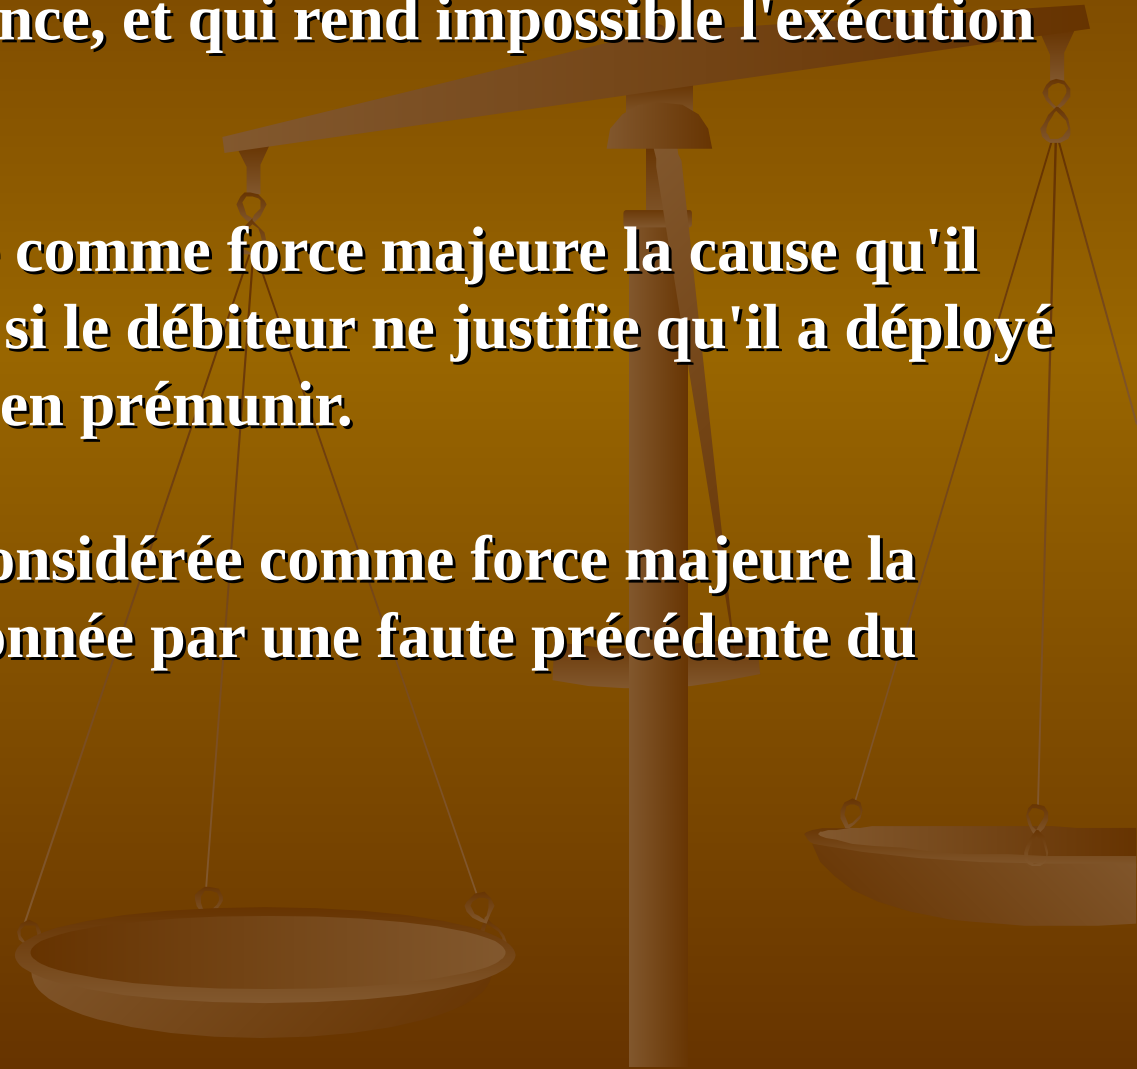 nce, et qui rend impossible l'exécution
comme force majeure la cause qu'il
si le débiteur ne justifie qu'il a déployé
en prémunir.
onsidérée comme force majeure la
onnée par une faute précédente du